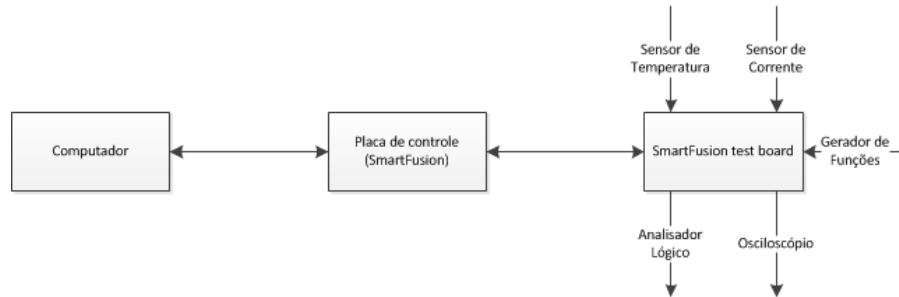 Sensor de
Temperatura
Sensor de
Corrente
Computador
Placa de controle
(SmartFusion)
SmartFusion test board
Gerador de
Funções
Analisador
Lógico
Osciloscópio